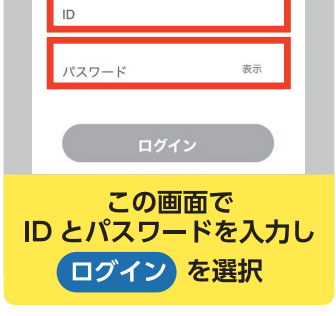 ID
パスワード 表示
ログイン
この画面で
ID とパスワードを入力し
ログイン を選択